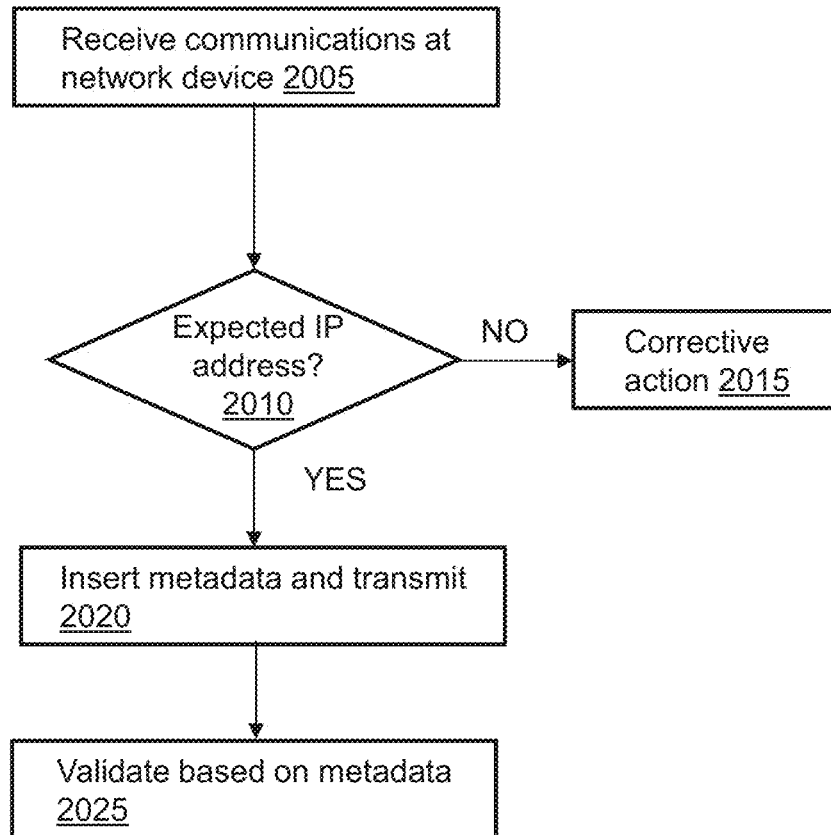 Receive communications at
network device 2005
Expected IP
address?
2010
NO
Corrective
action 2015
YES
Insert metadata and transmit
2020
Validate based on metadata
2025